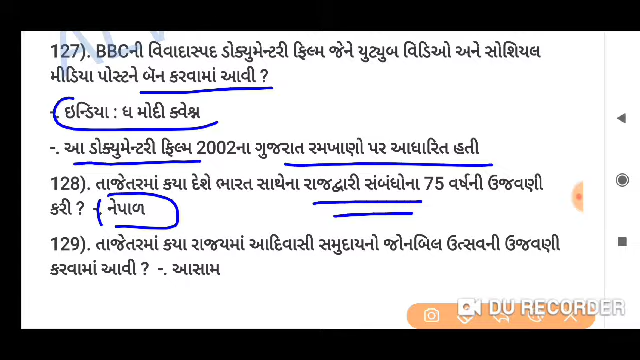 127). BBCની વિવાદાસ્પદ ડોક્યુમેન્ટરી ફિલ્મ જેને યુટ્યુબ વિડિઓ અને સોશિયલ
મીડિયા પોસ્ટને બૅન કરવામાં આવી ?
-. ઇન્ડિયા : ધ મોદી ક્વેશ્ન
-. આ ડોક્યુમેન્ટરી ફિલ્મ 2002ના ગુજરાત રમખાણો પર આધારિત હતી
128). તાજેતરમાં કયા દેશે ભારત સાથેના રાજદ્વારી સંબંધોના 75 વર્ષની ઉજવણી
કરી ? -. નેપાળ
129). તાજેતરમાં કયા રાજયમાં આદિવાસી સમુદાયનો જોનબિલ ઉત્સવની ઉજવણી
કરવામાં આવી ? -. આસામ
DU RECORDER